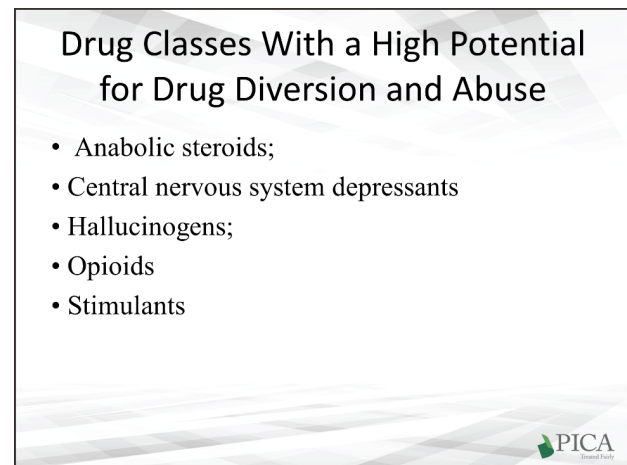 Drug Classes With a High Potential
for Drug Diversion and Abuse
• Anabolic steroids;
• Central nervous system depressants
• Hallucinogens;
• Opioids
• Stimulants
PICA
Treated Fairly